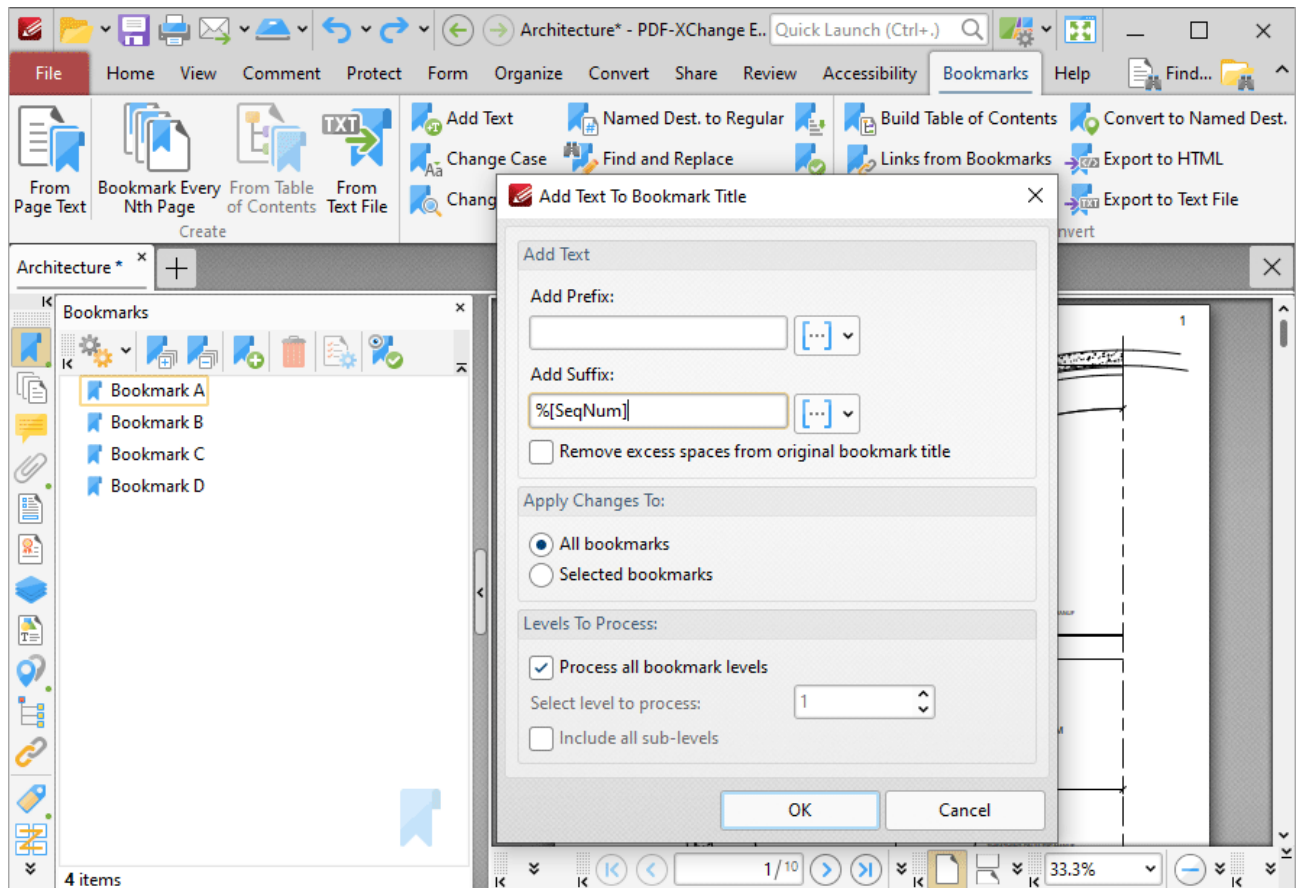 Architecture* - PDF-XChange E.. Quick Launch (Ctrl+.)
File Home View Comment Protect Form Organize Convert Share Review Accessibility Bookmarks Help Find...
From Page Text
Bookmark Every Nth Page
From Table of Contents
From Text File
TXT
Create
Add Text
Change Case
Chang
Named Dest. to Regular
Find and Replace
Build Table of Contents
Links from Bookmarks
Convert to Named Dest.
Export to HTML
Export to Text File
nvert
Architecture *
Bookmarks
Bookmark A
Bookmark B
Bookmark C
Bookmark D
4 items
Add Text To Bookmark Title
Add Text
Add Prefix:
Add Suffix:
%[SeqNum]
Remove excess spaces from original bookmark title
Apply Changes To:
All bookmarks
Selected bookmarks
Levels To Process:
Process all bookmark levels
Select level to process: 1
Include all sub-levels
OK Cancel
1
1/10 33.3%